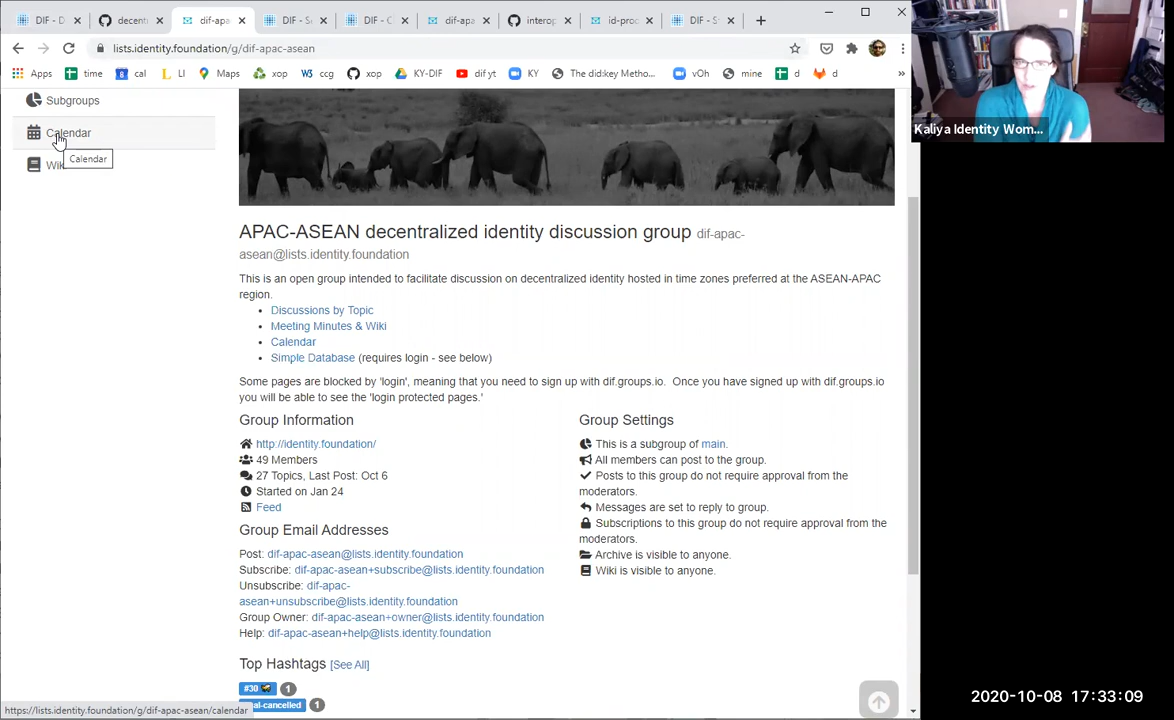 DIF - D
decent
dif-apa
DIF - S
DIF - C
dif-apa
interop
id-proc
DIF - S
lists.identity.foundation/g/dif-apac-asean
Apps
time
cal
LI
Maps
xop
ccg
xop
KY-DIF
dif yt
KY
The did:key Metho...
vOh
mine
d
d
Subgroups
Calendar
Calendar
Wik
Kaliya Identity Wom...
APAC-ASEAN decentralized identity discussion group dif-apac-
asean@lists.identity.foundation
This is an open group intended to facilitate discussion on decentralized identity hosted in time zones preferred at the ASEAN-APAC
region.
• Discussions by Topic
• Meeting Minutes & Wiki
• Calendar
• Simple Database (requires login - see below)
Some pages are blocked by 'login', meaning that you need to sign up with dif.groups.io. Once you have signed up with dif.groups.io
you will be able to see the 'login protected pages.'
Group Information
http://identity.foundation/
49 Members
27 Topics, Last Post: Oct 6
Started on Jan 24
Feed
Group Email Addresses
Post: dif-apac-asean@lists.identity.foundation
Subscribe: dif-apac-asean+subscribe@lists.identity.foundation
Unsubscribe: dif-apac-
asean+unsubscribe@lists.identity.foundation
Group Owner: dif-apac-asean+owner@lists.identity.foundation
Help: dif-apac-asean+help@lists.identity.foundation
Group Settings
This is a subgroup of main.
All members can post to the group.
Posts to this group do not require approval from the
moderators.
Messages are set to reply to group.
Subscriptions to this group do not require approval from the
moderators.
Archive is visible to anyone.
Wiki is visible to anyone.
Top Hashtags [See All]
#30 1
al-cancelled 1
https://lists.identity.foundation/g/dif-apac-asean/calendar
2020-10-08 17:33:09